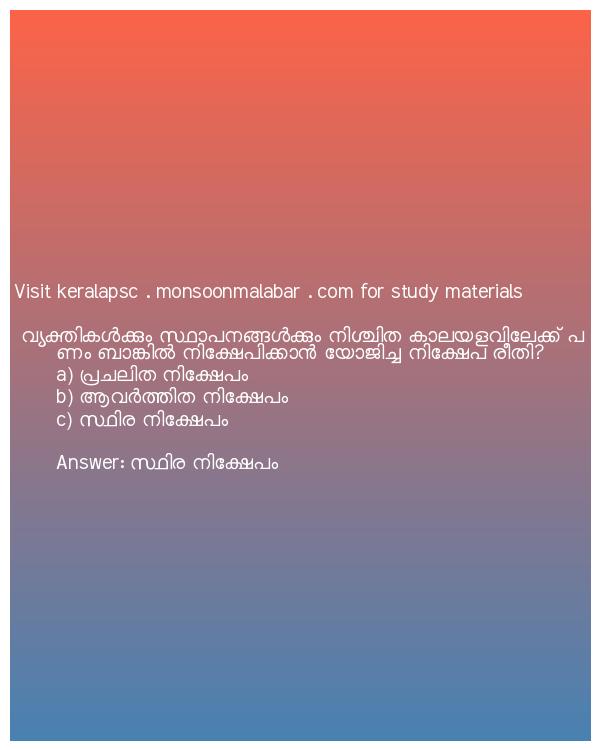 Visit keralapsc . monsoonmalabar . com for study materials
വ്യക്തികൾക്കും സ്ഥാപനങ്ങൾക്കും നിശ്ചിത കാലയളവിലേക്ക് പ
ണം ബാങ്കിൽ നിക്ഷേപിക്കാൻ യോജിച്ച നിക്ഷേപ രീതി?
a) പ്രചലിത നിക്ഷേപം
b) ആവർത്തിത നിക്ഷേപം
c) സ്ഥിര നിക്ഷേപം
Answer: സ്ഥിര നിക്ഷേപം